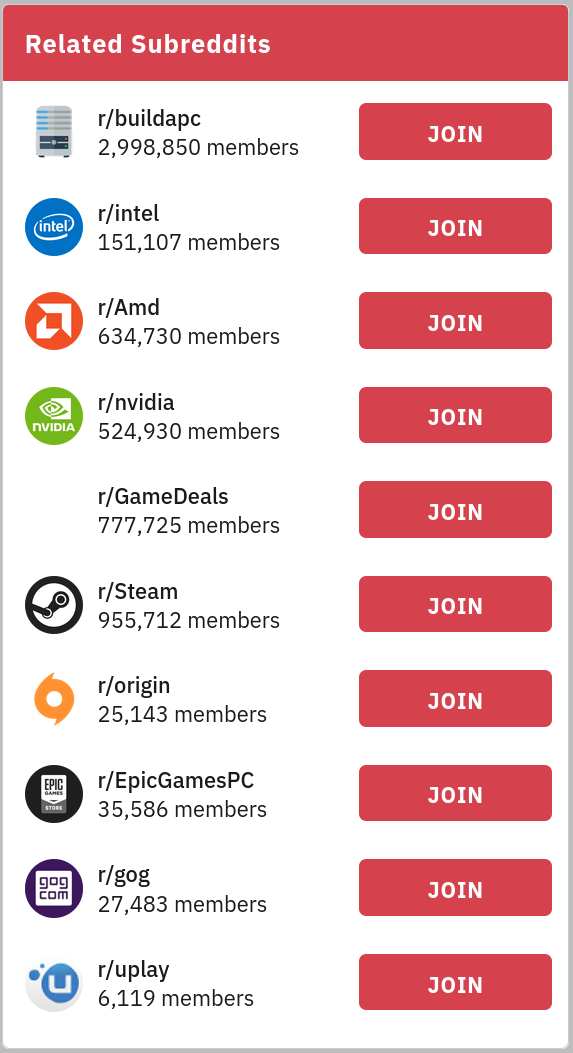 Related Subreddits
r/buildapc
2,998,850 members
JOIN
intel
r/intel
151,107 members
JOIN
r/Amd
634,730 members
JOIN
NVIDIA
r/nvidia
524,930 members
JOIN
r/GameDeals
777,725 members
JOIN
r/Steam
955,712 members
JOIN
r/origin
25,143 members
JOIN
EPIC
GAMES
STORE
r/EpicGamesPC
35,586 members
JOIN
gog
com
r/gog
27,483 members
JOIN
u
r/uplay
6,119 members
JOIN